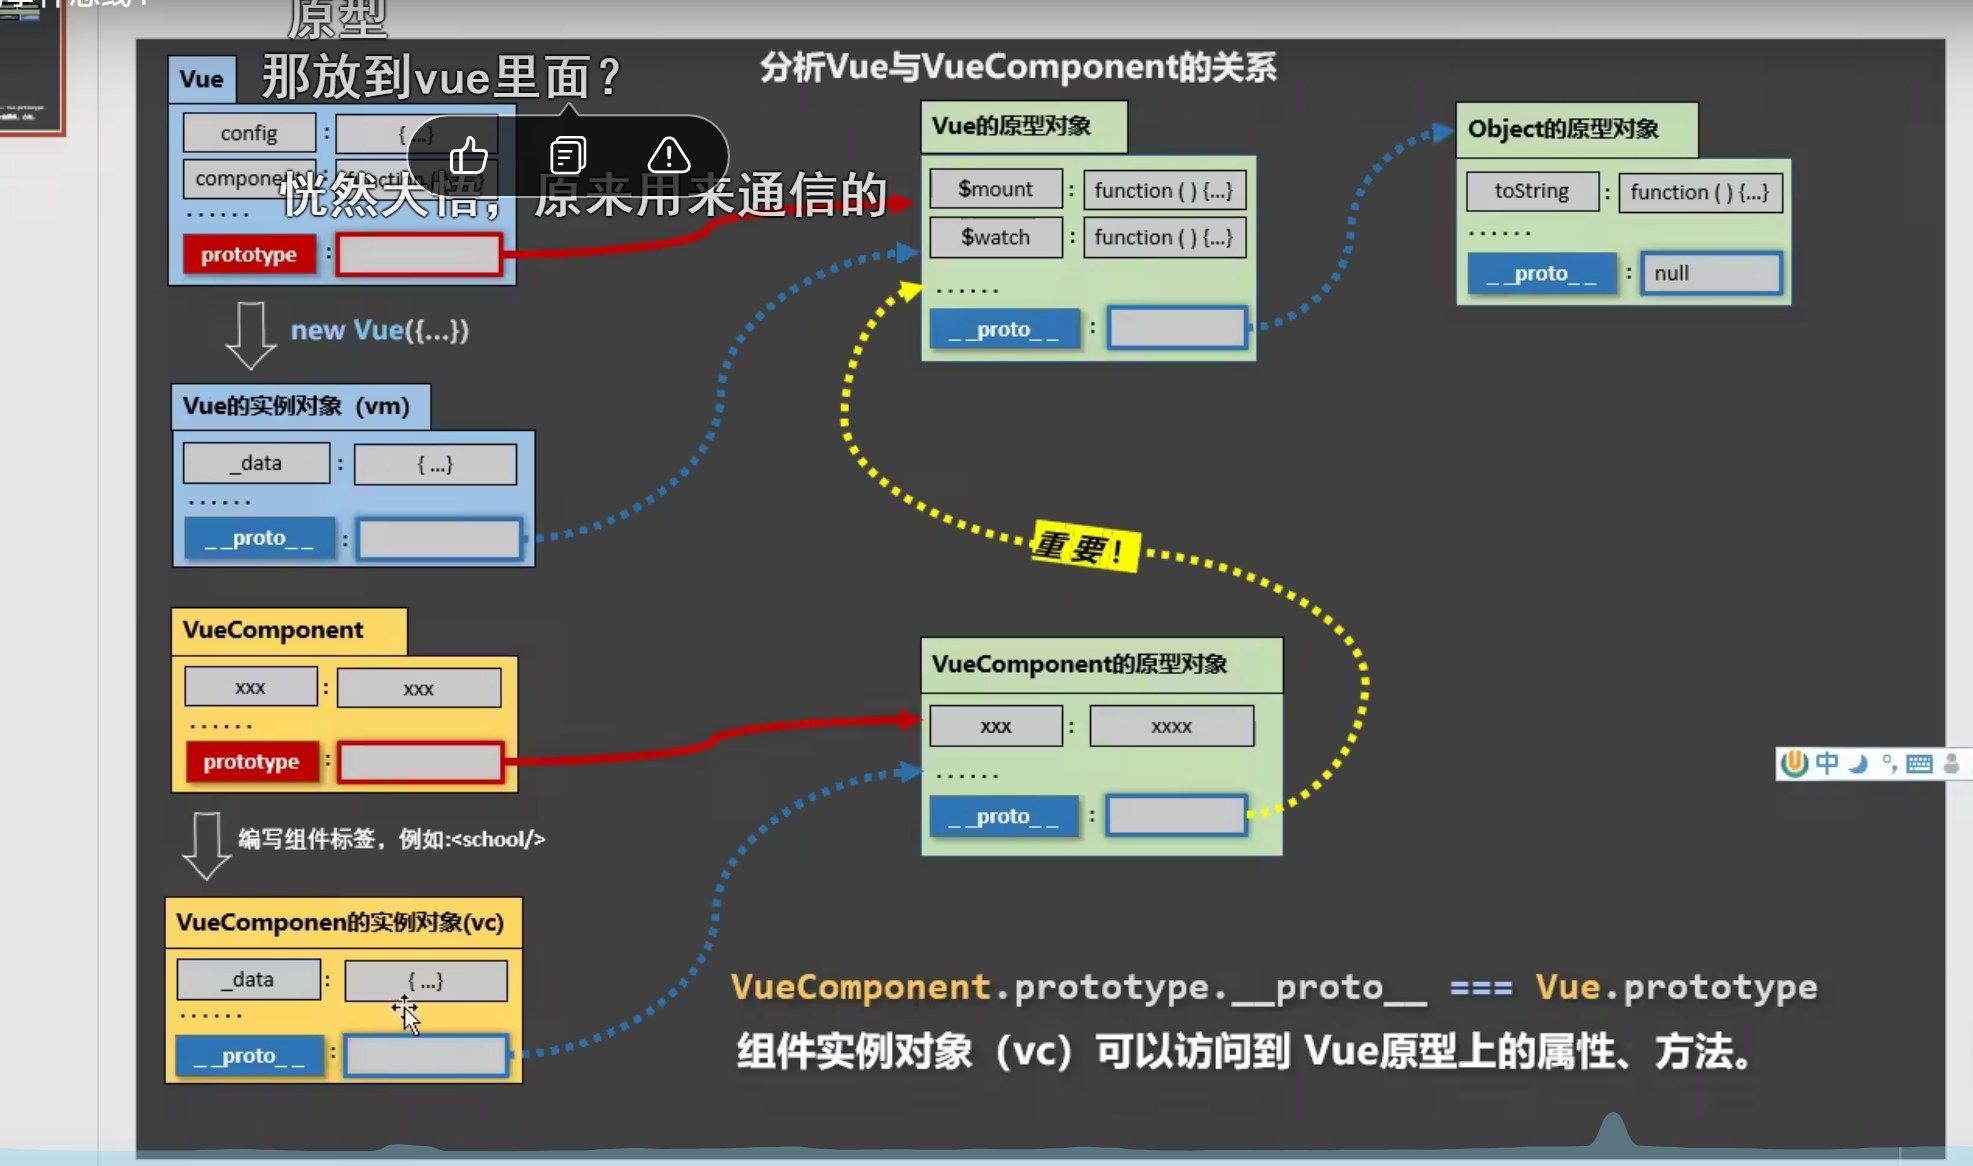 原型
那放到vue里面？
恍然大悟，原来用来通信的
分析Vue与VueComponent的关系
Vue
config : {...}
component
......
prototype :
new Vue({...})
Vue的实例对象（vm）
_data : { ...}
......
__proto__ :
VueComponent
xxx : xxx
......
prototype :
编写组件标签，例如:<school/>
VueComponen的实例对象(vc)
_data : { ...}
......
__proto__ :
Vue的原型对象
$mount : function ( ) {...}
$watch : function ( ) {...}
......
__proto__ :
Object的原型对象
toString : function ( ) {...}
......
__proto__ : null
重要！
VueComponent的原型对象
xxx : xxxx
......
__proto__ :
VueComponent.prototype.__proto__ === Vue.prototype
组件实例对象（vc）可以访问到 Vue原型上的属性、方法。
中